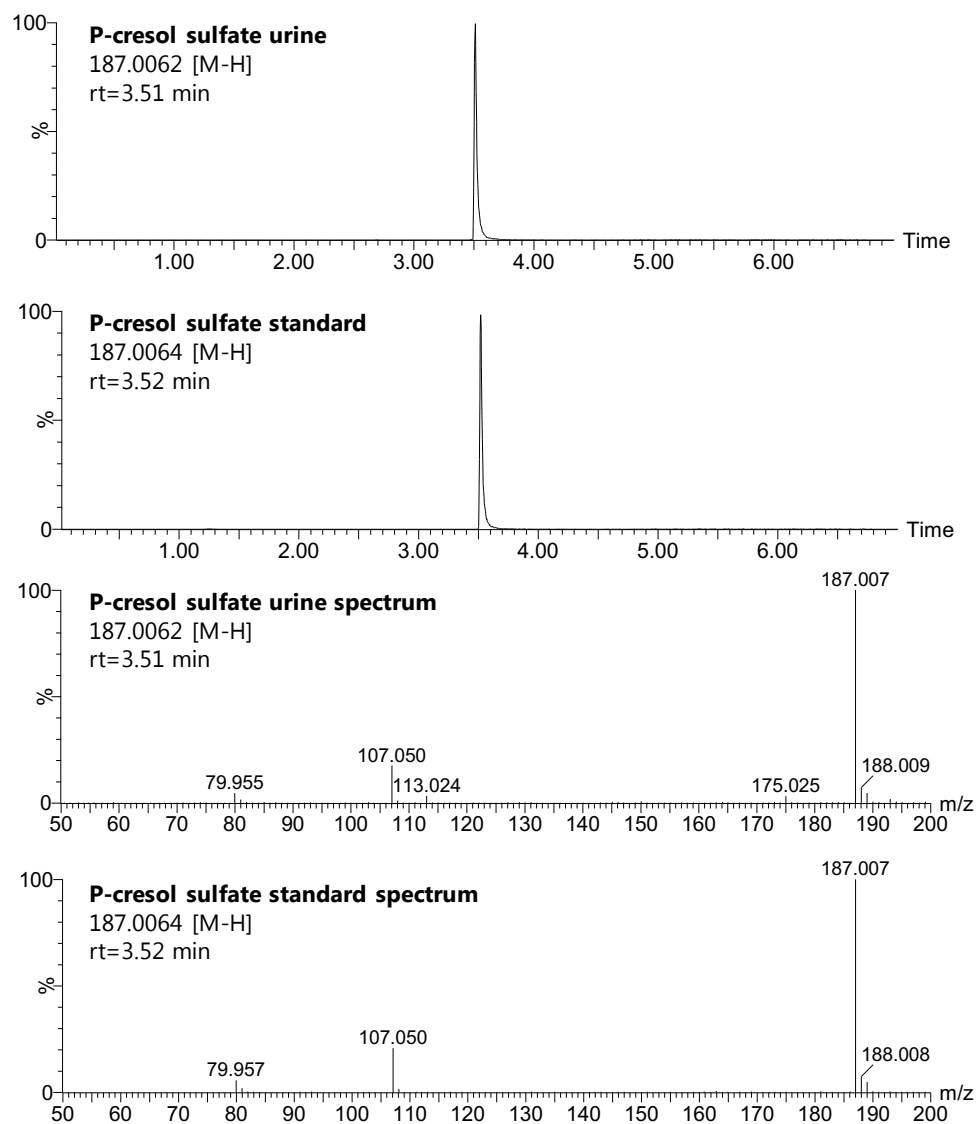 100
P-cresol sulfate urine
187.0062 [M-H]
rt=3.51 min
%
0
Time
1.00 2.00 3.00 4.00 5.00 6.00
100
P-cresol sulfate standard
187.0064 [M-H]
rt=3.52 min
%
0
Time
1.00 2.00 3.00 4.00 5.00 6.00
187.007
100
P-cresol sulfate urine spectrum
187.0062 [M-H]
rt=3.51 min
%
107.050
79.955 113.024 175.025 188.009
0
m/z
50 60 70 80 90 100 110 120 130 140 150 160 170 180 190 200
187.007
100
P-cresol sulfate standard spectrum
187.0064 [M-H]
rt=3.52 min
%
107.050
79.957 188.008
0
m/z
50 60 70 80 90 100 110 120 130 140 150 160 170 180 190 200